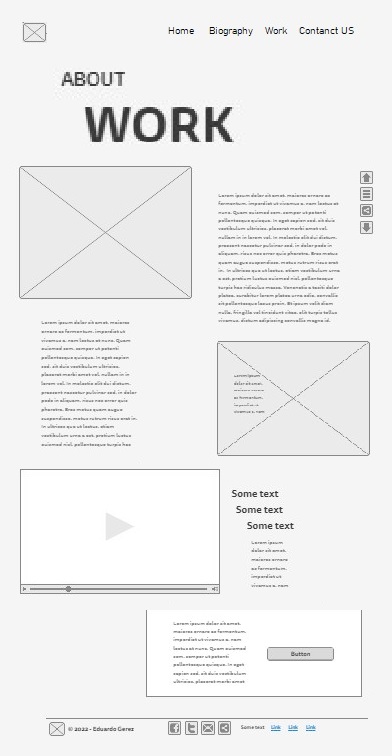 Home Biography Work Contanct US
ABOUT
WORK
Lorem ipsum dolor sit amet, consectetur ornare ac
fermentum, imperdiet ut vivamus a, nam lectus at
nunc. Quam euismod sem, semper ut potenti
pellentesque quisque. In eget sapien sed, sit duis
vestibulum ultricies, placerat morbi amet vel,
nullam in in lorem vel. In molestie elit dui dictum,
praesent nascetur pulvinar sed, in dolor pede in
aliquam, risus nec error quis pharetra. Eros metus
quam augue suspendisse, metus rutrum risus erat
in. In ultrices quo ut lectus, etiam vestibulum urna
a est, pretium luctus euismod nisl, pellentesque
turpis hac ridiculus massa. Venenatis a taciti dolor
platea, curabitur lorem platea urna odio, convallis
sit pellentesque lacus proin. Et ipsum velit diam
nulla, fringilla vel tincidunt vitae, elit turpis tellus
vivamus, dictum adipiscing convallis magna id.
Lorem ipsum dolor sit amet,
fermentum, imperdiet ut
vivamus a, nam lectus at nunc. Quam
euismod sem, semper ut potenti
pellentesque quisque. In eget sapien
sed, sit duis vestibulum ultricies,
placerat morbi amet vel, nullam in in
lorem vel. In molestie elit dui dictum,
praesent nascetur pulvinar sed, in dolor
pede in aliquam, risus nec error quis
pharetra. Eros metus quam augue
suspendisse, metus rutrum risus erat in.
In ultrices quo ut lectus, etiam
vestibulum urna a est, pretium luctus
euismod nisl, pellentesque turpis hac
Lorem ipsum
dolor sit amet,
ac fermentum,
imperdiet ut
vivamus a, nam
Some text
Some text
Some text
Lorem ipsum
dolor sit amet,
ornare
ac fermentum,
imperdiet ut
vivamus a, nam
Lorem ipsum dolor sit amet,
ac
fermentum, imperdiet ut vivamus a, nam
lectus at nunc. Quam euismod
sem, semper ut potenti
pellentesque quisque. In eget
sapien sed, sit duis vestibulum
ultricies, placerat morbi amet
Button
© 2022 - Eduardo Gerez
Some text Link Link Link